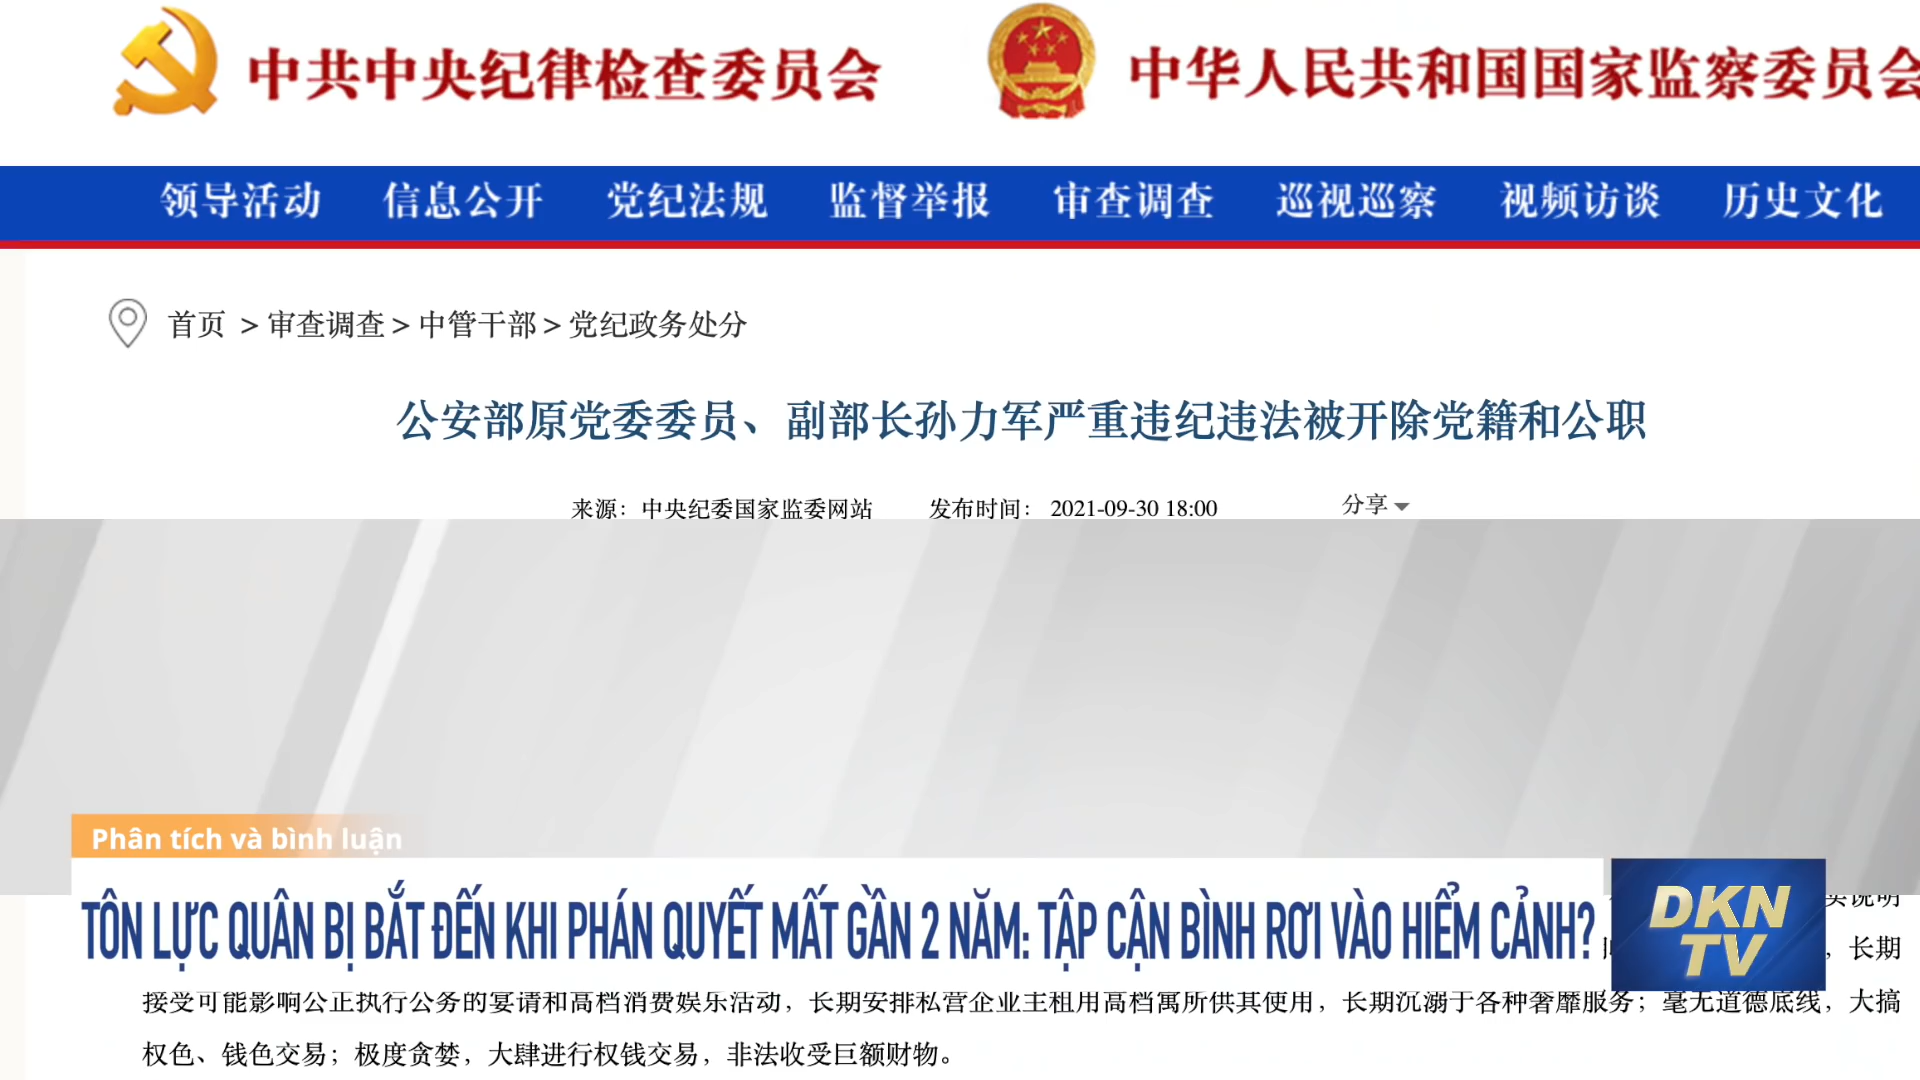 中共中央纪律检查委员会 中华人民共和国国家监察委员会
领导活动 信息公开 党纪法规 监督举报 审查调查 巡视巡察 视频访谈 历史文化
首页 > 审查调查 > 中管干部 > 党纪政务处分
公安部原党委委员、副部长孙力军严重违纪违法被开除党籍和公职
来源：中央纪委国家监委网站 发布时间： 2021-09-30 18:00 分享
Phân tích và bình luận
TÔN LỰC QUÂN BỊ BẮT ĐẾN KHI PHÁN QUYẾT MẤT GẦN 2 NĂM: TẬP CẬN BÌNH RƠI VÀO HIỂM CẢNH?
DKN
TV
说明
，长期
接受可能影响公正执行公务的宴请和高档消费娱乐活动，长期安排私营企业主租用高档寓所供其使用，长期沉溺于各种奢靡服务；毫无道德底线，大搞
权色、钱色交易；极度贪婪，大肆进行权钱交易，非法收受巨额财物。